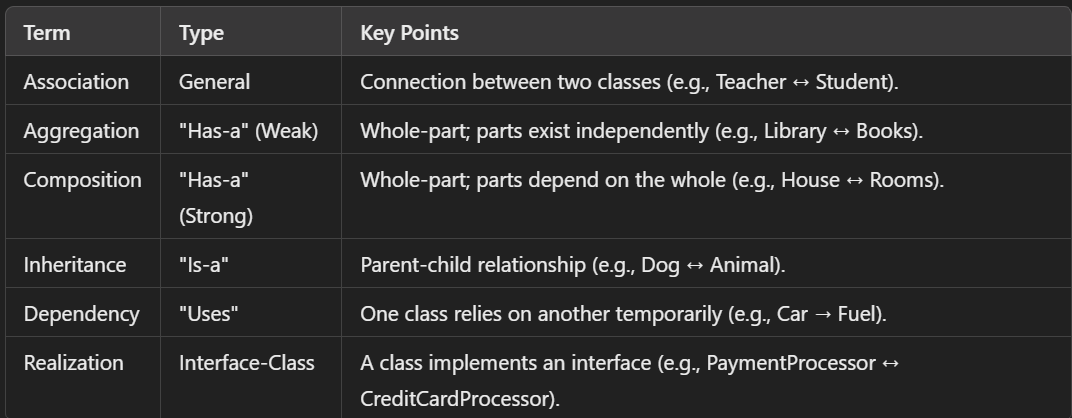 Term Type Key Points
Association General Connection between two classes (e.g., Teacher ↔ Student).
Aggregation "Has-a" (Weak) Whole-part; parts exist independently (e.g., Library ↔ Books).
Composition "Has-a" Whole-part; parts depend on the whole (e.g., House ↔ Rooms).
(Strong)
Inheritance "Is-a" Parent-child relationship (e.g., Dog ↔ Animal).
Dependency "Uses" One class relies on another temporarily (e.g., Car → Fuel).
Realization Interface-Class A class implements an interface (e.g., PaymentProcessor ↔
CreditCardProcessor).